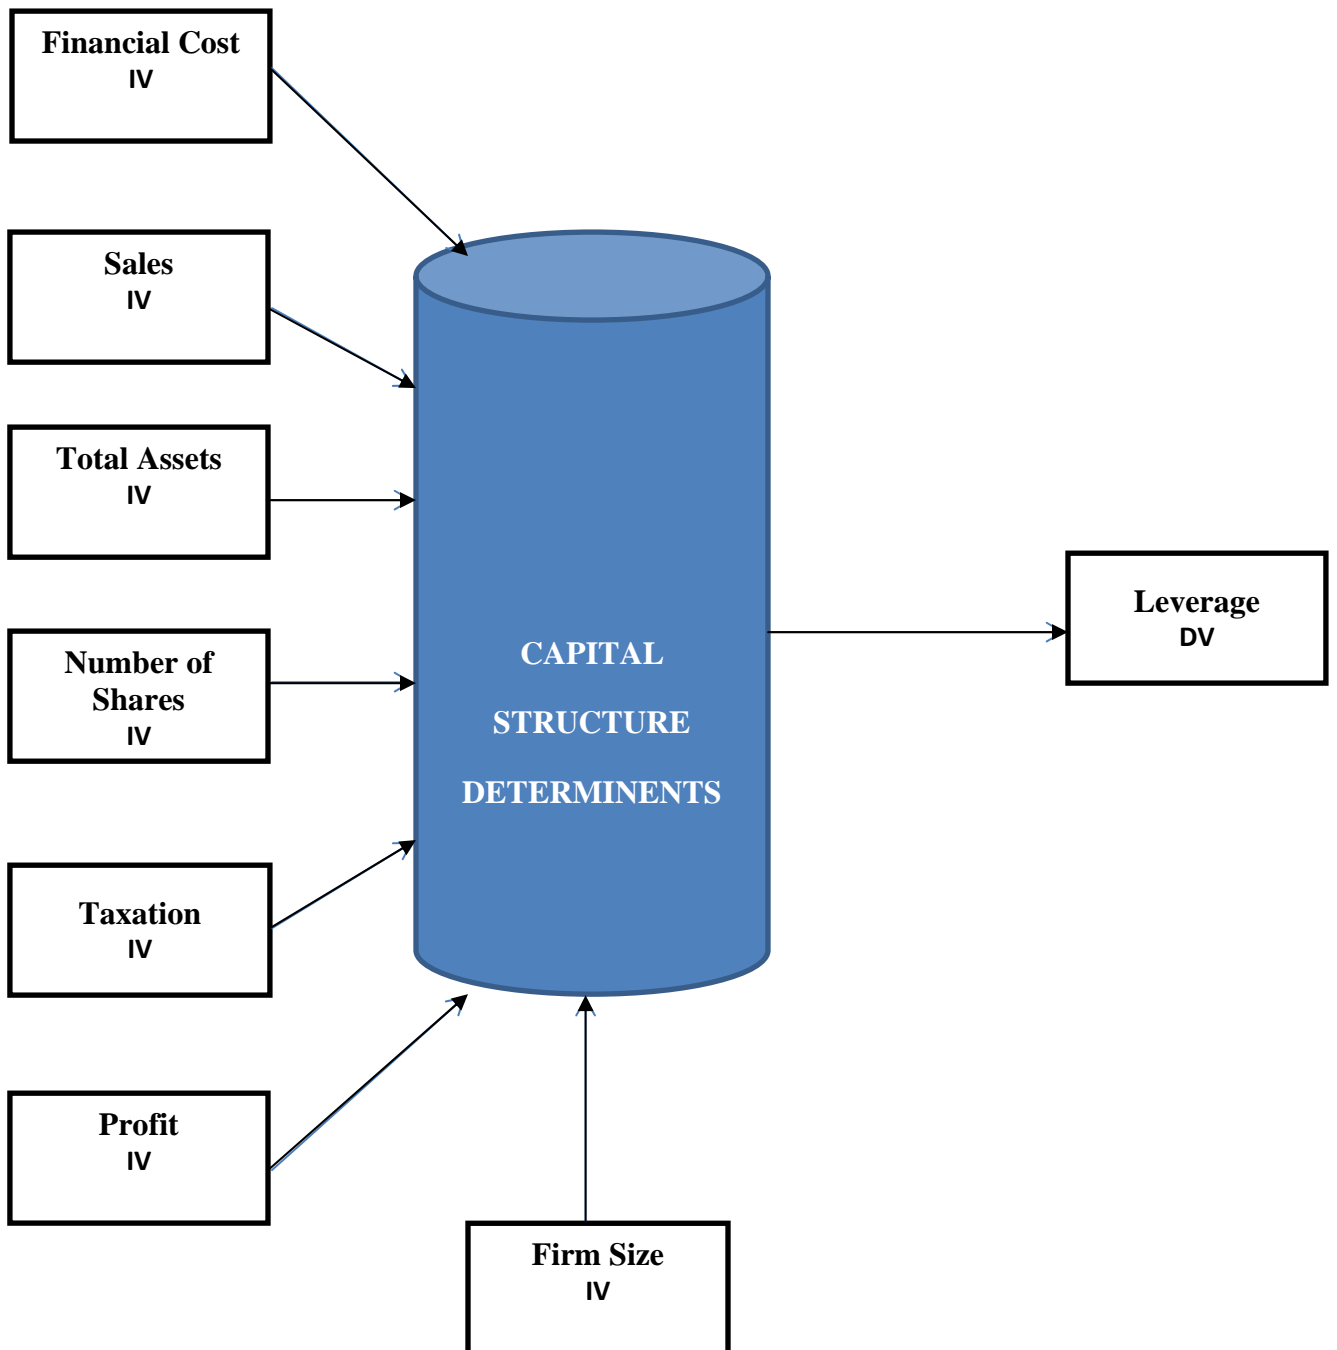 Financial Cost
IV
Sales
IV
Total Assets
IV
Number of
Shares
IV
Taxation
IV
Profit
IV
Firm Size
IV
CAPITAL
STRUCTURE
DETERMINENTS
Leverage
DV